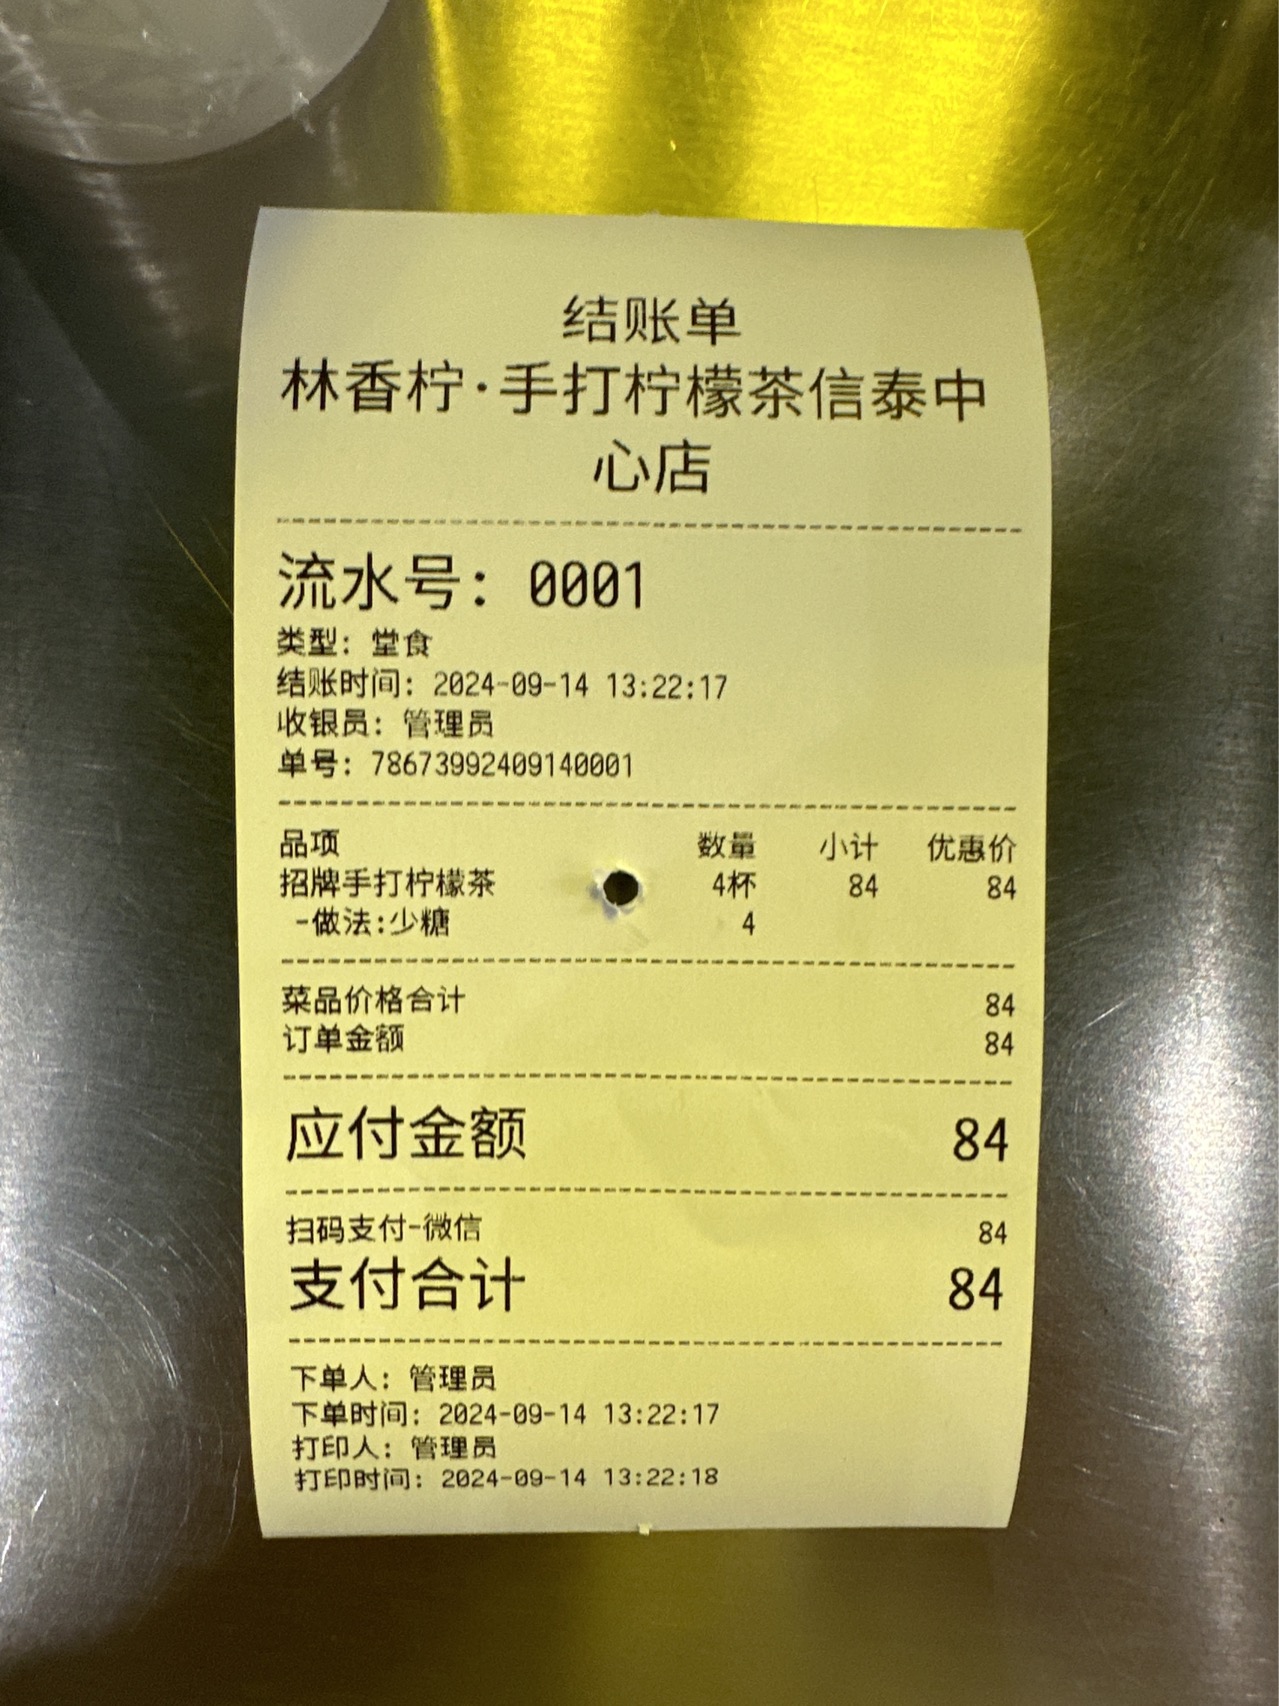 结账单
林香柠·手打柠檬茶信泰中
心店
流水号: 0001
类型: 堂食
结账时间: 2024-09-14 13:22:17
收银员: 管理员
单号: 78673992409140001
品项 数量 小计 优惠价
招牌手打柠檬茶 4杯 84 84
-做法:少糖 4
菜品价格合计 84
订单金额 84
应付金额 84
扫码支付-微信 84
支付合计 84
下单人: 管理员
下单时间: 2024-09-14 13:22:17
打印人: 管理员
打印时间: 2024-09-14 13:22:18